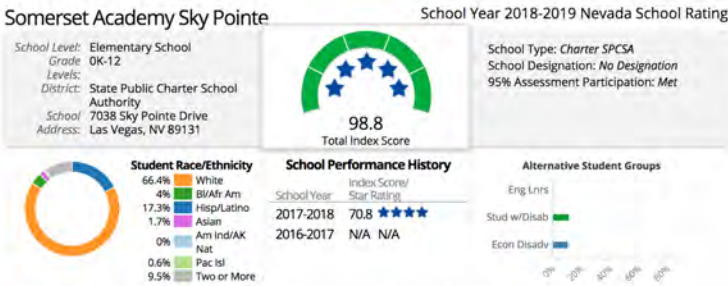 Somerset Academy Sky Pointe
School Year 2018-2019 Nevada School Rating
School Level: Elementary School
Grade Levels: 0K-12
District: State Public Charter School
Authority
School Address: 7038 Sky Pointe Drive
Las Vegas, NV 89131
98.8
Total Index Score
School Type: Charter SPCSA
School Designation: No Designation
95% Assessment Participation: Met
Student Race/Ethnicity
66.4% White
4% Bl/Afr Am
17.3% Hisp/Latino
1.7% Asian
0% Am Ind/AK
Nat
0.6% Pac Isl
9.5% Two or More
School Performance History
School Year Index Score/
Star Rating
2017-2018 70.8
2016-2017 N/A N/A
Alternative Student Groups
Eng Lnrs
Stud w/Disab
Econ Disadv
0% 20% 40% 60% 80%